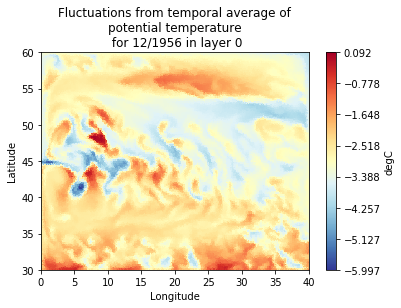 Fluctuations from temporal average of
potential temperature
for 12/1956 in layer 0
60
55
50
45
40
35
30
Latitude
0 5 10 15 20 25 30 35 40
Longitude
0.092
−0.778
−1.648
−2.518
−3.388
−4.257
−5.127
−5.997
degC